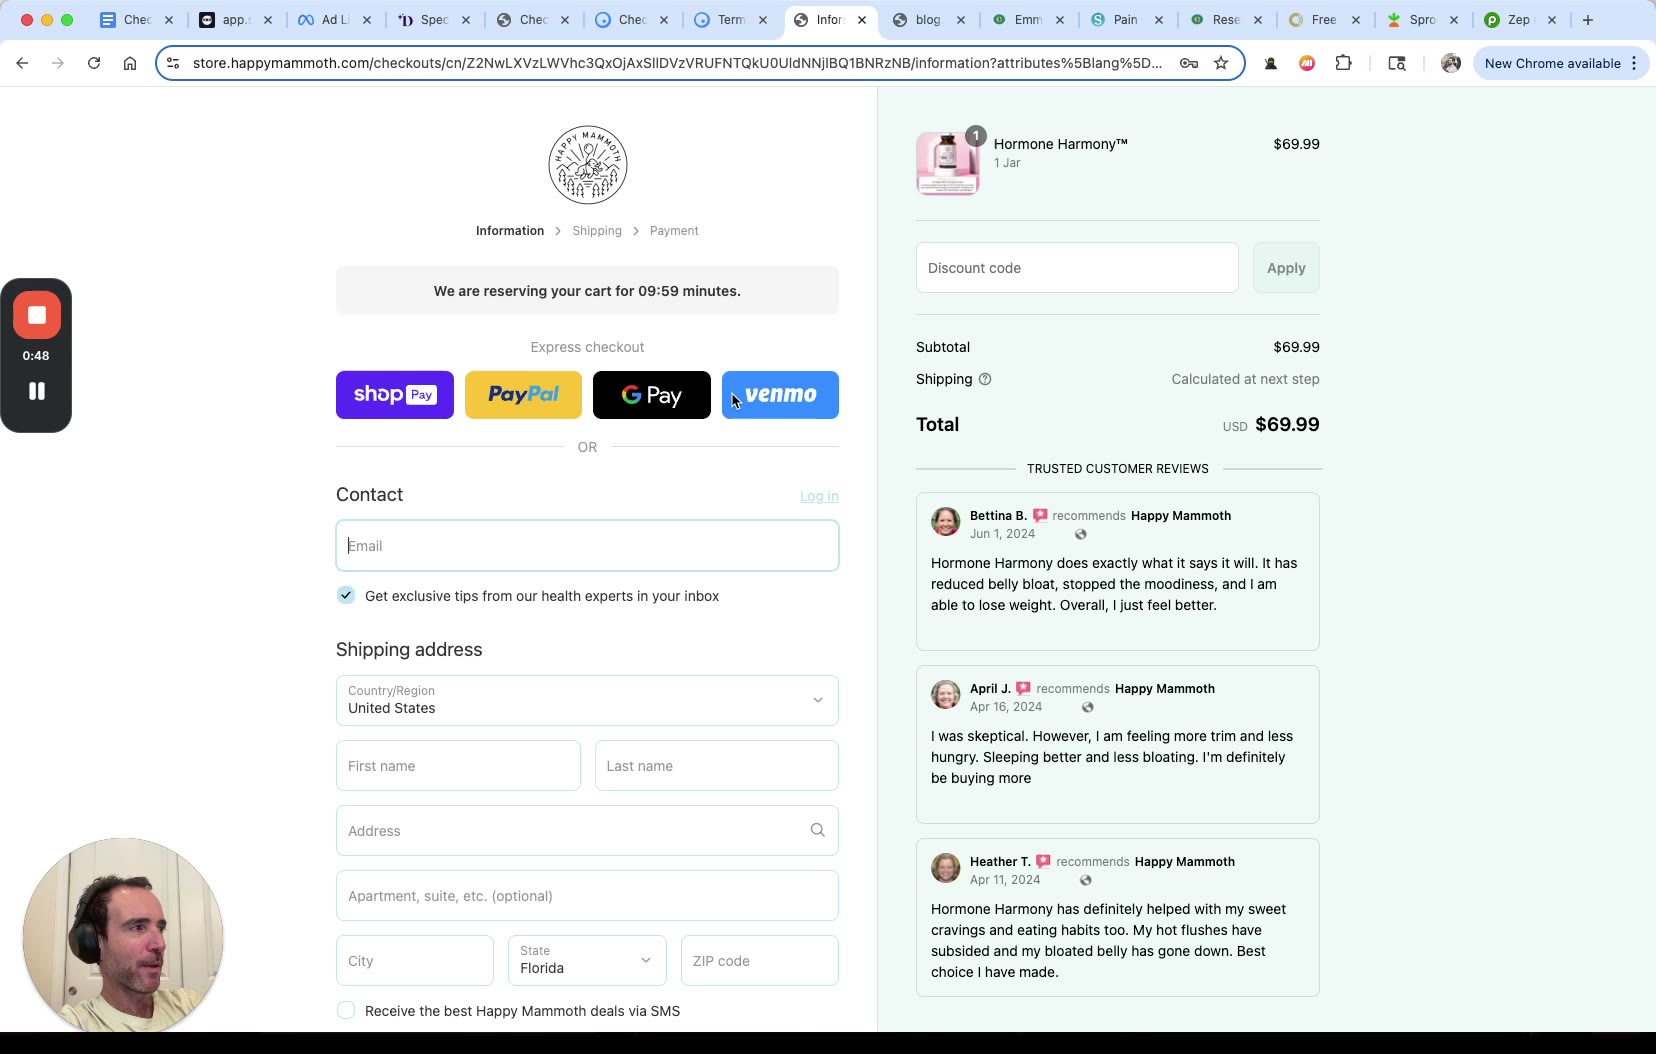 Chec
app.s
Ad Li
Spec
Chec
Chec
Term
Infor
blog.
Emm
Pain
Rese
Free
Spro
Zep
store.happymammoth.com/checkouts/cn/
New Chrome available
HAPPY MAMMOTH
Information > Shipping > Payment
We are reserving your cart for 09:59 minutes.
Express checkout
shop Pay
PayPal
G Pay
venmo
OR
Contact
Log in
Email
Get exclusive tips from our health experts in your inbox
Shipping address
Country/Region
United States
First name
Last name
Address
Apartment, suite, etc. (optional)
City
State
Florida
ZIP code
Receive the best Happy Mammoth deals via SMS
0:48
1
Hormone Harmony™
$69.99
1 Jar
Discount code
Apply
Subtotal
$69.99
Shipping
Calculated at next step
Total
USD $69.99
TRUSTED CUSTOMER REVIEWS
Bettina B. recommends Happy Mammoth
Jun 1, 2024
Hormone Harmony does exactly what it says it will. It has
reduced belly bloat, stopped the moodiness, and I am
able to lose weight. Overall, I just feel better.
April J. recommends Happy Mammoth
Apr 16, 2024
I was skeptical. However, I am feeling more trim and less
hungry. Sleeping better and less bloating. I'm definitely
be buying more
Heather T. recommends Happy Mammoth
Apr 11, 2024
Hormone Harmony has definitely helped with my sweet
cravings and eating habits too. My hot flushes have
subsided and my bloated belly has gone down. Best
choice I have made.